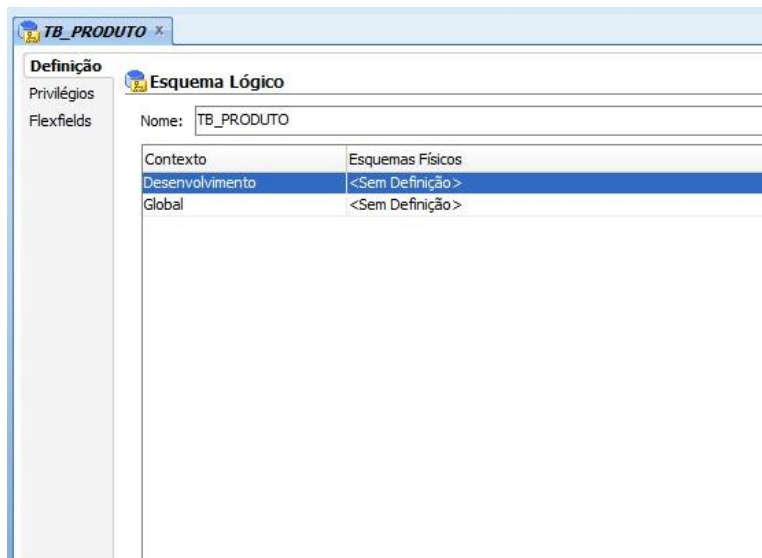 TB_PRODUTO x
Definição
Privilégios
Flexfields
Esquema Lógico
Nome: TB_PRODUTO
Contexto Esquemas Físicos
Desenvolvimento <Sem Definição>
Global <Sem Definição>